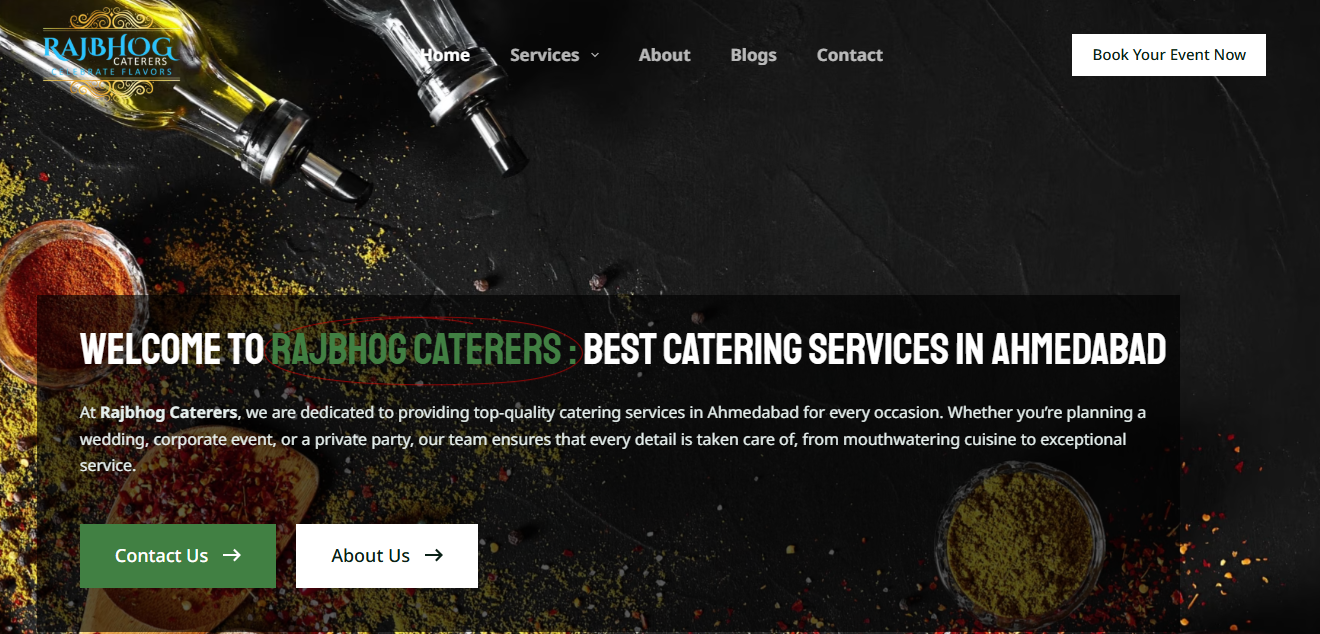 RAJBHOG
CATERERS
CELEBRATE FLAVORS
Home Services About Blogs Contact
Book Your Event Now
WELCOME TO RAJBHOG CATERERS : BEST CATERING SERVICES IN AHMEDABAD
At Rajbhog Caterers, we are dedicated to providing top-quality catering services in Ahmedabad for every occasion. Whether you’re planning a
wedding, corporate event, or a private party, our team ensures that every detail is taken care of, from mouthwatering cuisine to exceptional
service.
Contact Us → About Us →